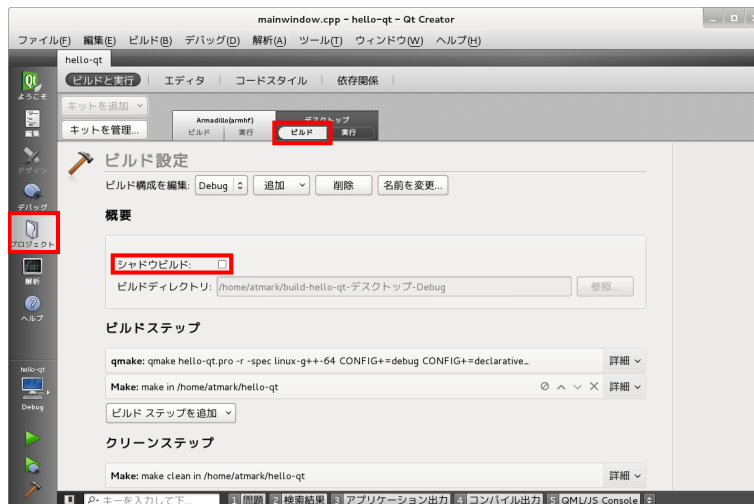 mainwindow.cpp - hello-qt - Qt Creator
ファイル(F) 編集(E) ビルド(B) デバッグ(D) 解析(A) ツール(T) ウィンドウ(W) ヘルプ(H)
hello-qt
ビルドと実行 エディタ コードスタイル 依存関係
ようこそ
キットを追加
Armadillo(armhf) デスクトップ
編集
キットを管理... ビルド 実行 ビルド 実行
デザイン
ビルド設定
デバッグ
ビルド構成を編集: Debug 追加 削除 名前を変更...
概要
プロジェクト
シャドウビルド:
解析
ビルドディレクトリ: /home/atmark/build-hello-qt-デスクトップ-Debug 参照...
ヘルプ
ビルドステップ
qmake: qmake hello-qt.pro -r -spec linux-g++-64 CONFIG+=debug CONFIG+=declarative_ 詳細
hello-qt
Make: make in /home/atmark/hello-qt 詳細
Debug
ビルド ステップを追加
クリーンステップ
Make: make clean in /home/atmark/hello-qt 詳細
キーを入力して下... 1 問題 2 検索結果 3 アプリケーション出力 4 コンパイル出力 5 QML/JS Console